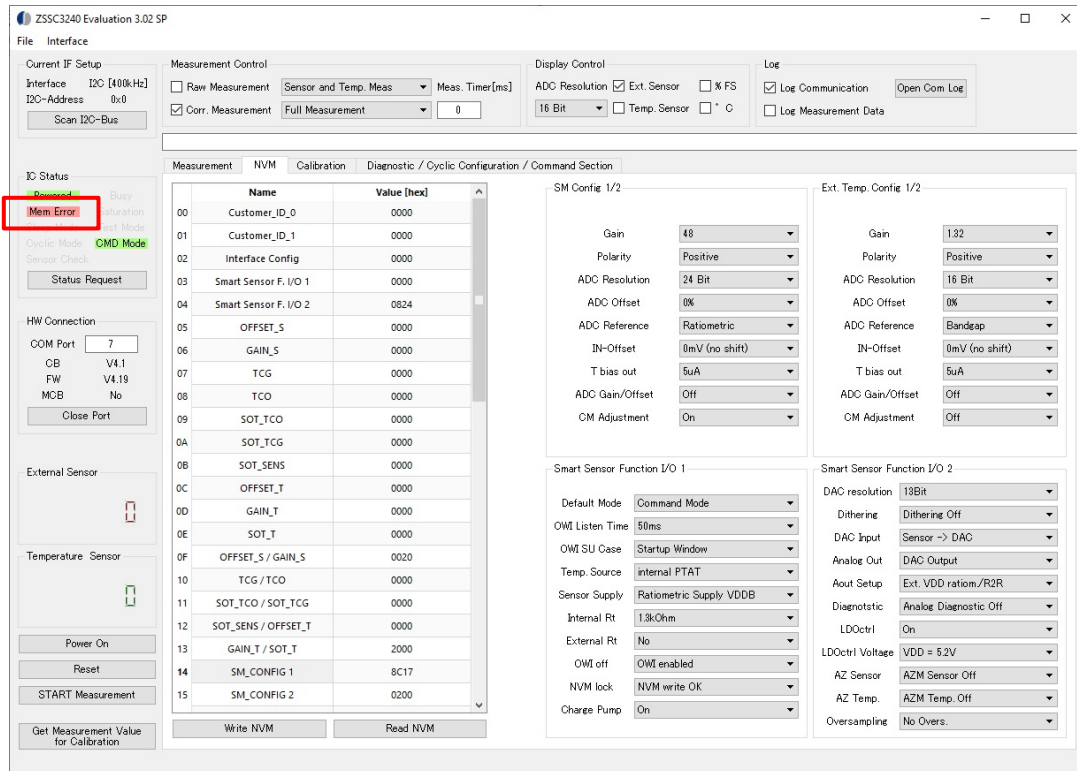 ZSSC3240 Evaluation 3.02 SP
File Interface
Current IF Setup
Interface I2C [400kHz]
I2C-Address 0x0
Scan I2C-Bus
Measurement Control
Raw Measurement Sensor and Temp. Meas Meas. Timer[ms]
Corr. Measurement Full Measurement 0
Display Control
ADC Resolution Ext. Sensor % FS
16 Bit Temp. Sensor ° C
Log
Log Communication Open Com Log
Log Measurement Data
IC Status
Powered Busy
Mem Error Saturation
Test Mode
Cyclic Mode CMD Mode
Sensor Check
Status Request
HW Connection
COM Port 7
CB V4.1
FW V4.19
MCB No
Close Port
External Sensor
0
Temperature Sensor
0
Power On
Reset
START Measurement
Get Measurement Value
for Calibration
Measurement NVM Calibration Diagnostic / Cyclic Configuration / Command Section
Name Value [hex]
00 Customer_ID_0 0000
01 Customer_ID_1 0000
02 Interface Config 0000
03 Smart Sensor F. I/O 1 0000
04 Smart Sensor F. I/O 2 0824
05 OFFSET_S 0000
06 GAIN_S 0000
07 TCG 0000
08 TCO 0000
09 SOT_TCO 0000
0A SOT_TCG 0000
0B SOT_SENS 0000
0C OFFSET_T 0000
0D GAIN_T 0000
0E SOT_T 0000
0F OFFSET_S / GAIN_S 0020
10 TCG / TCO 0000
11 SOT_TCO / SOT_TCG 0000
12 SOT_SENS / OFFSET_T 0000
13 GAIN_T / SOT_T 2000
14 SM_CONFIG 1 8C17
15 SM_CONFIG 2 0200
Write NVM Read NVM
SM Config 1/2
Gain 48
Polarity Positive
ADC Resolution 24 Bit
ADC Offset 0%
ADC Reference Ratiometric
IN-Offset 0mV (no shift)
T bias out 5uA
ADC Gain/Offset Off
CM Adjustment On
Ext. Temp. Config 1/2
Gain 1.32
Polarity Positive
ADC Resolution 16 Bit
ADC Offset 0%
ADC Reference Bandgap
IN-Offset 0mV (no shift)
T bias out 5uA
ADC Gain/Offset Off
CM Adjustment Off
Smart Sensor Function I/O 1
Default Mode Command Mode
OWI Listen Time 50ms
OWI SU Case Startup Window
Temp. Source internal PTAT
Sensor Supply Ratiometric Supply VDDB
Internal Rt 1.3kOhm
External Rt No
OWI off OWI enabled
NVM lock NVM write OK
Charge Pump On
Smart Sensor Function I/O 2
DAC resolution 13Bit
Dithering Dithering Off
DAC Input Sensor -> DAC
Analog Out DAC Output
Aout Setup Ext. VDD ratiom./R2R
Diagnotstic Analog Diagnostic Off
LDOctrl On
LDOctrl Voltage VDD = 5.2V
AZ Sensor AZM Sensor Off
AZ Temp. AZM Temp. Off
Oversampling No Overs.